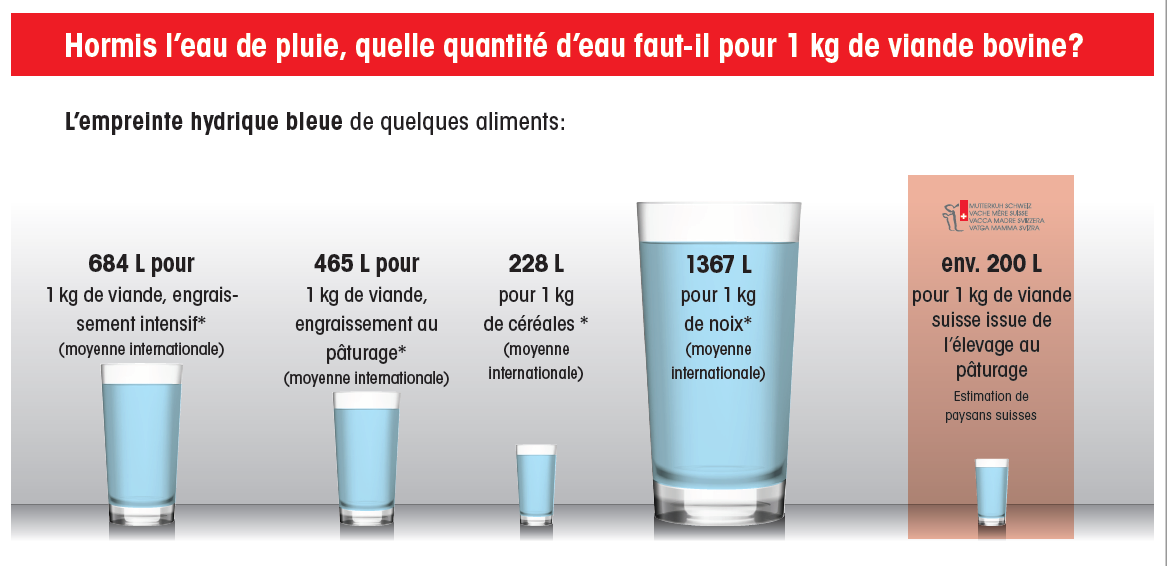 Hormis l'eau de pluie, quelle quantité d'eau faut-il pour 1 kg de viande bovine?
L'empreinte hydrique bleue de quelques aliments:
684 L pour
1 kg de viande, engrais-
sement intensif*
(moyenne internationale)
465 L pour
1 kg de viande,
engraissement au
pâturage*
(moyenne internationale)
228 L
pour 1 kg
de céréales *
(moyenne
internationale)
1367 L
pour 1 kg
de noix*
(moyenne
internationale)
MUTTERKUH SCHWEIZ
VACHE MÈRE SUISSE
VACCA MADRE SVIZZERA
VATGA MAMMA SVIZRA
env. 200 L
pour 1 kg de viande
suisse issue de
l'élevage au
pâturage
Estimation de
paysans suisses